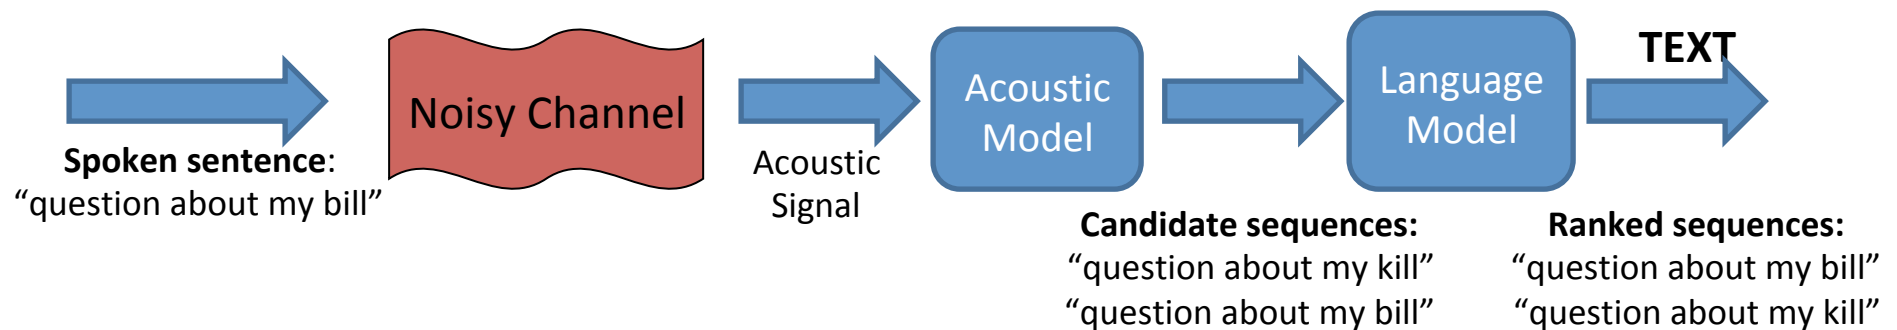 Spoken sentence:
“question about my bill”
Noisy Channel
Acoustic
Signal
Acoustic
Model
Candidate sequences:
“question about my kill”
“question about my bill”
Language
Model
TEXT
Ranked sequences:
“question about my bill”
“question about my kill”